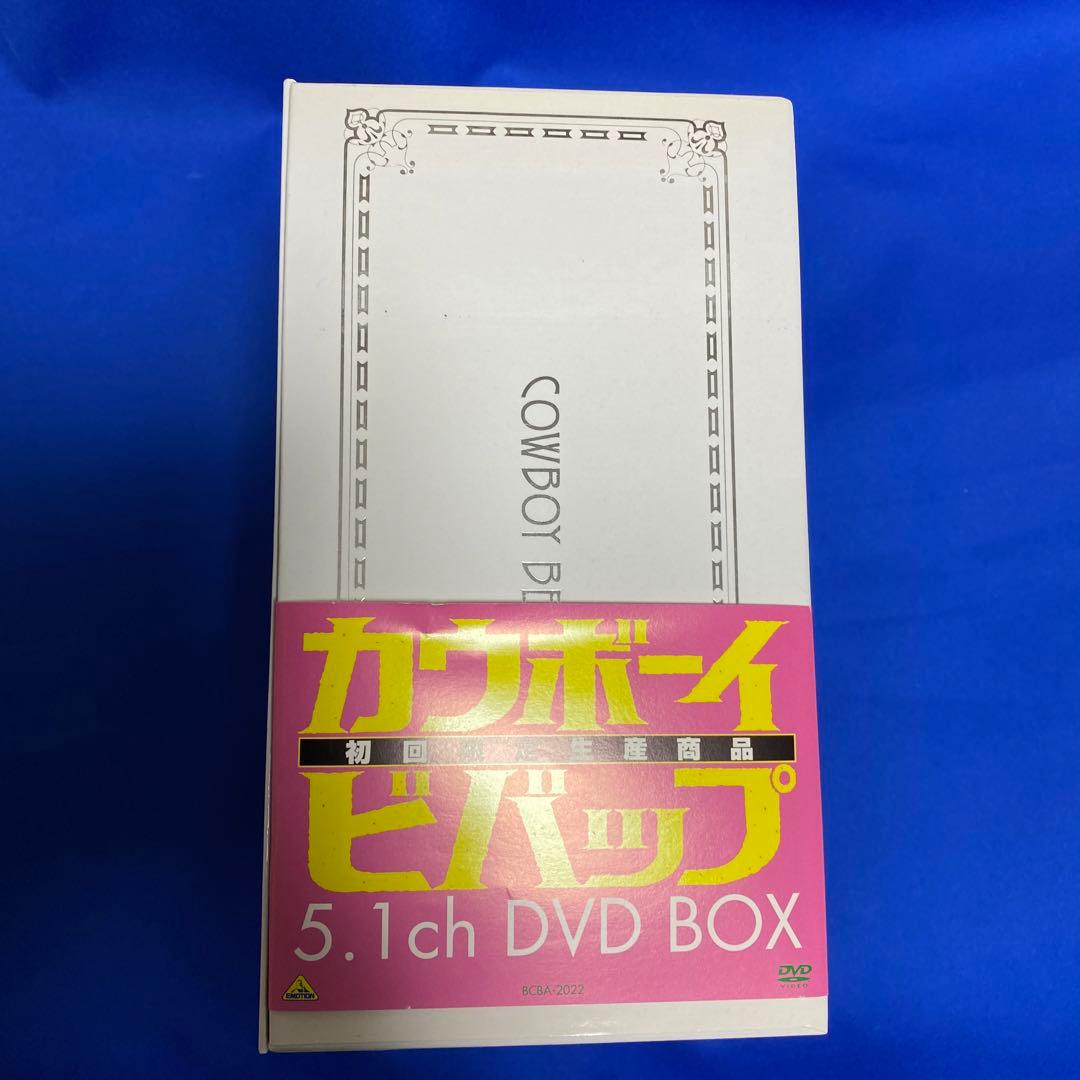 COWBOY BE
カウボーイ
初回限定生産商品
ビバップ
5.1ch DVD BOX
EMOTION
BCBA-2022
DVD
VIDEO